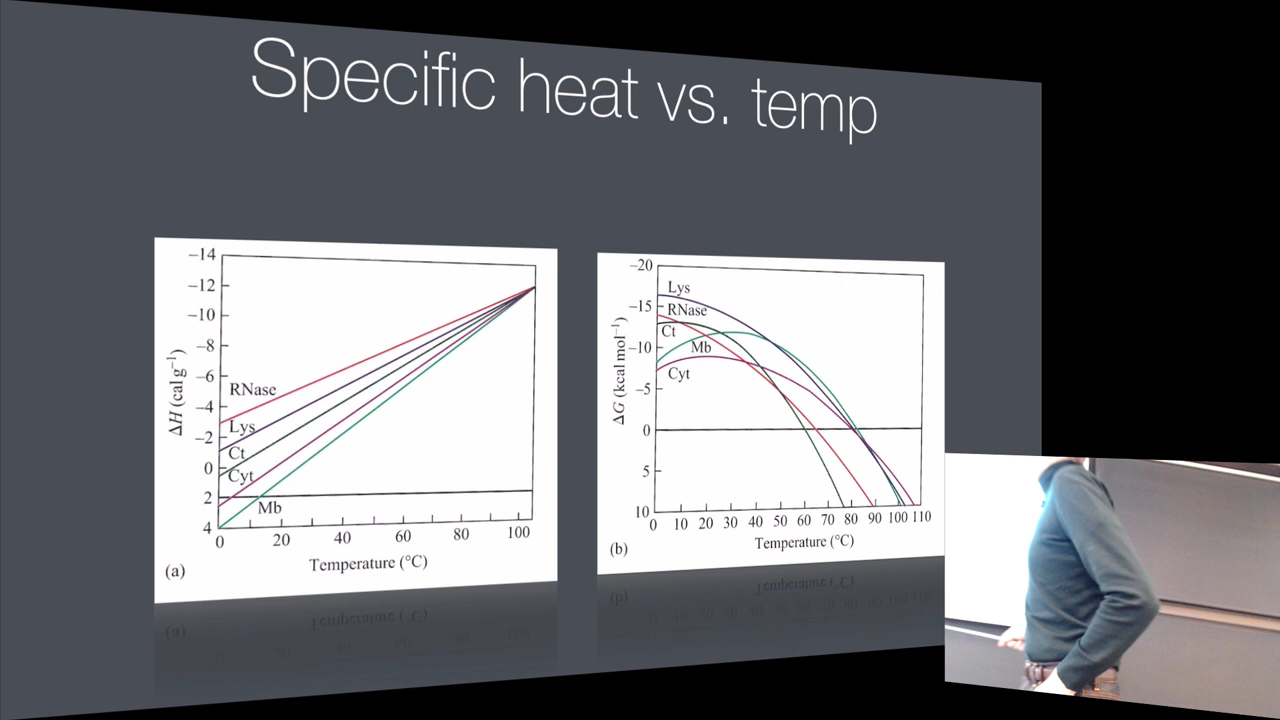 Specific heat vs. temp
−14
−12
−10
−8
−6
−4
−2
0
2
4
ΔH (cal g⁻¹)
RNase
Lys
Ct
Cyt
Mb
0 20 40 60 80 100
Temperature (°C)
(a)
−20
−15
−10
−5
0
5
10
ΔG (kcal mol⁻¹)
Lys
RNase
Ct
Mb
Cyt
0 10 20 30 40 50 60 70 80 90 100 110
Temperature (°C)
(b)